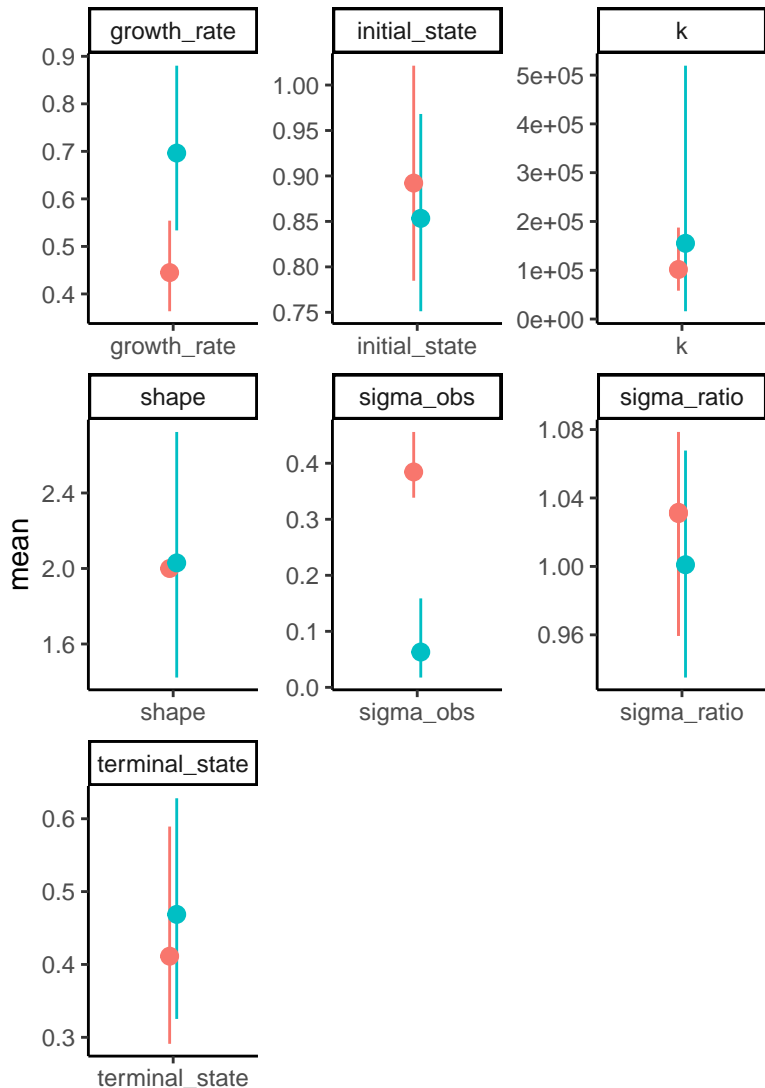 growth_rate
initial_state
k
0.9
0.8
0.7
0.6
0.5
0.4
growth_rate
1.00
0.95
0.90
0.85
0.80
0.75
initial_state
5e+05
4e+05
3e+05
2e+05
1e+05
0e+00
k
shape
sigma_obs
sigma_ratio
mean
2.4
2.0
1.6
shape
0.4
0.3
0.2
0.1
0.0
sigma_obs
1.08
1.04
1.00
0.96
sigma_ratio
terminal_state
0.6
0.5
0.4
0.3
terminal_state